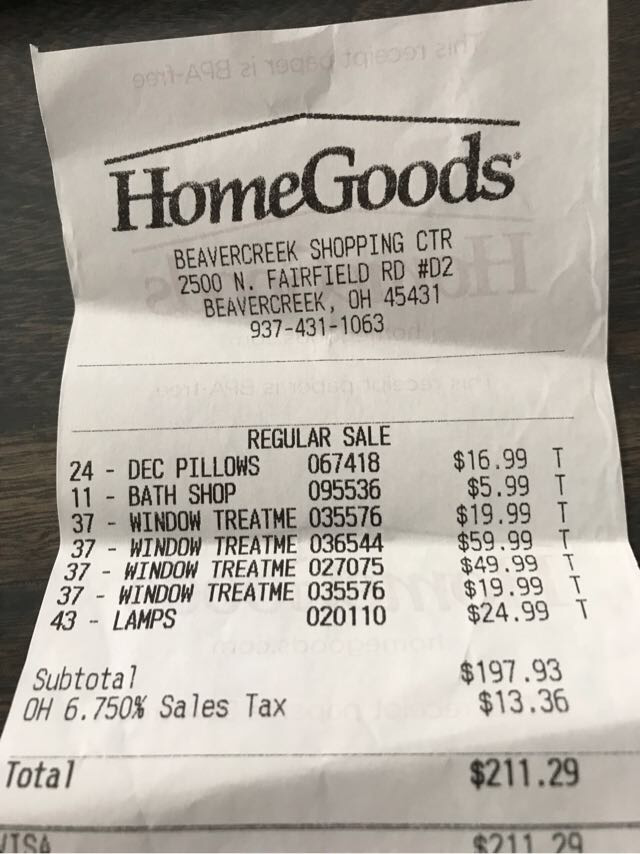 HomeGoods
BEAVERCREEK SHOPPING CTR
2500 N. FAIRFIELD RD #D2
BEAVERCREEK, OH 45431
937-431-1063
REGULAR SALE
24 - DEC PILLOWS 067418 $16.99 T
11 - BATH SHOP 095536 $5.99 T
37 - WINDOW TREATME 035576 $19.99 T
37 - WINDOW TREATME 036544 $59.99 T
37 - WINDOW TREATME 027075 $49.99 T
37 - WINDOW TREATME 035576 $19.99 T
43 - LAMPS 020110 $24.99 T
Subtotal $197.93
OH 6.750% Sales Tax $13.36
Total $211.29
VISA $211.29